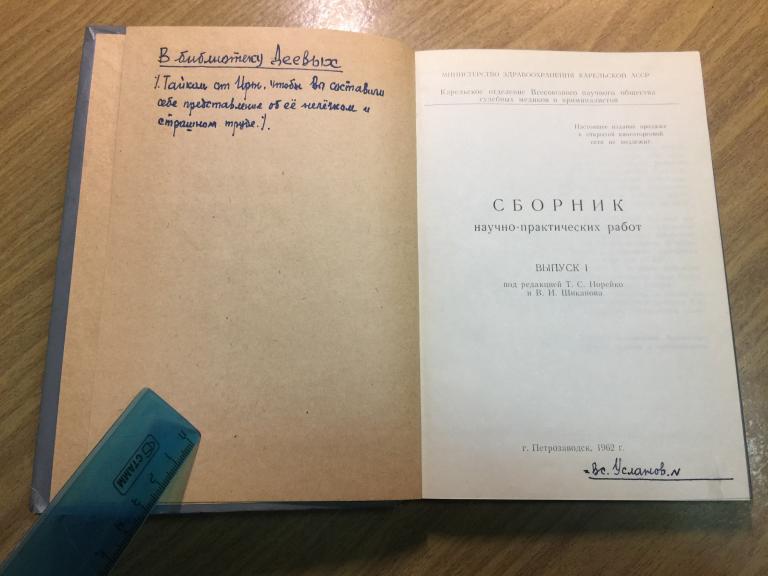 В библиотеку Деевых
/. Тайком от Иры, чтобы вы составили
себе представление об её нелёгком и
страшном труде. /.
МИНИСТЕРСТВО ЗДРАВООХРАНЕНИЯ КАРЕЛЬСКОЙ АССР
Карельское отделение Всесоюзного научного общества
судебных медиков и криминалистов
Настоящее издание продаже
в открытой книготорговой
сети не подлежит.
СБОРНИК
научно-практических работ
ВЫПУСК I
под редакцией Т. С. Норейко
и В. И. Шиканова
г. Петрозаводск, 1962 г.
вс. Усланов.
СТАММ